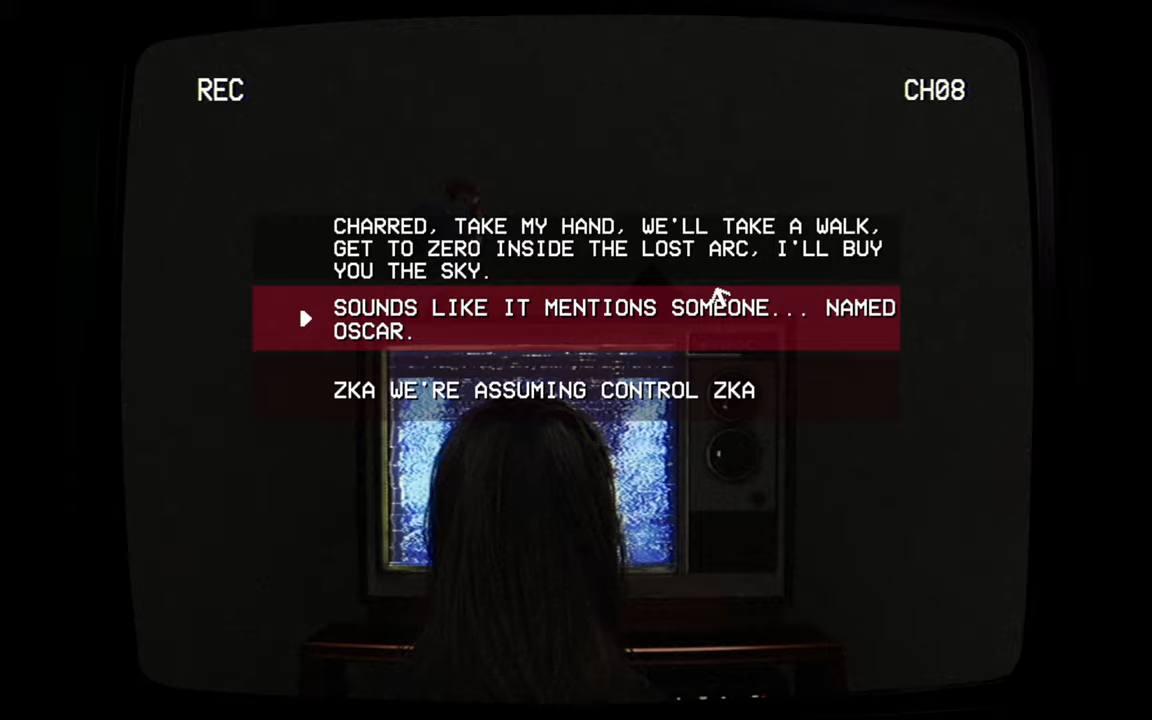 REC
CH08
CHARRED, TAKE MY HAND, WE'LL TAKE A WALK,
GET TO ZERO INSIDE THE LOST ARC, I'LL BUY
YOU THE SKY.
SOUNDS LIKE IT MENTIONS SOMEONE... NAMED
OSCAR.
ZKA WE'RE ASSUMING CONTROL ZKA